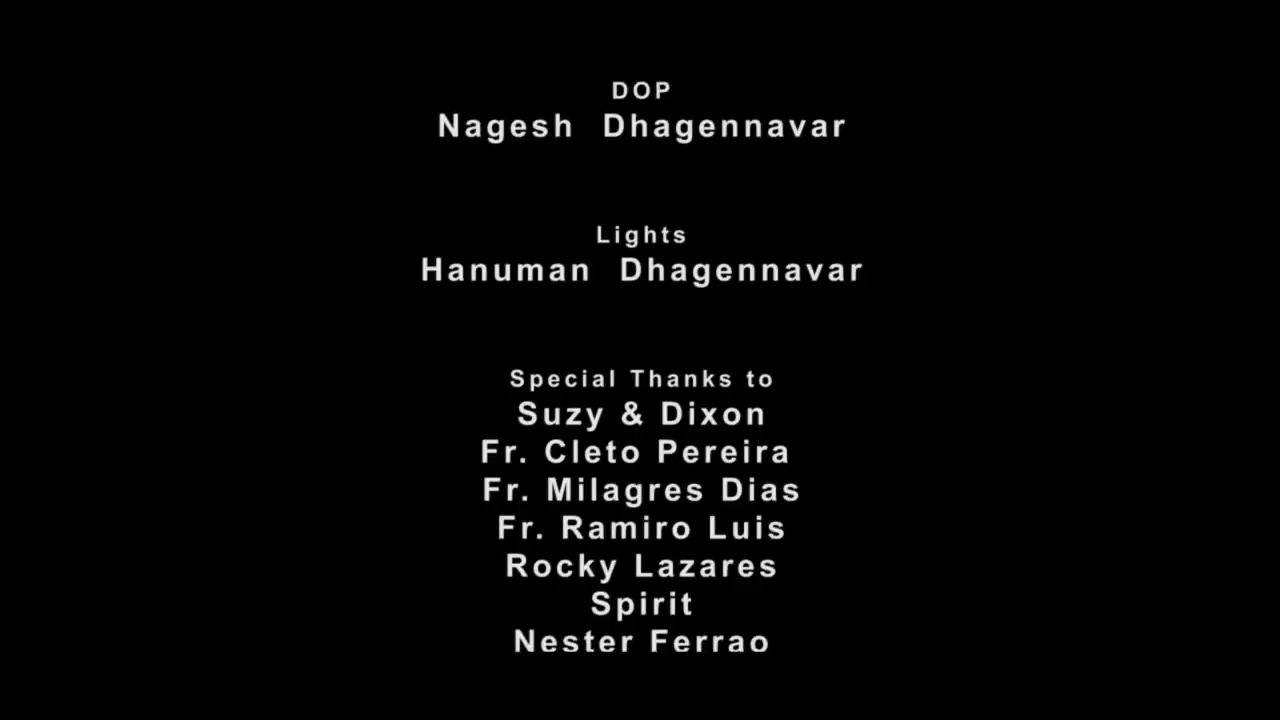 DOP
Nagesh Dhagennavar
Lights
Hanuman Dhagennavar
Special Thanks to
Suzy & Dixon
Fr. Cleto Pereira
Fr. Milagres Dias
Fr. Ramiro Luis
Rocky Lazares
Spirit
Nester Ferrao